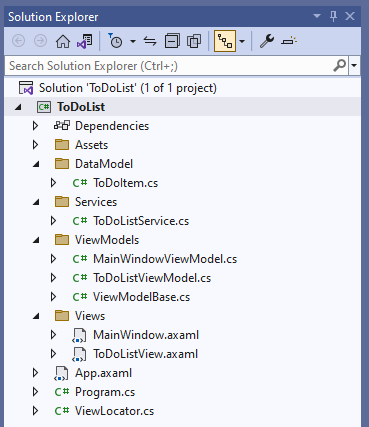 Solution Explorer
Search Solution Explorer (Ctrl+;)
Solution 'ToDoList' (1 of 1 project)
C# ToDoList
Dependencies
Assets
DataModel
C# ToDoItem.cs
Services
C# ToDoListService.cs
ViewModels
C# MainWindowViewModel.cs
C# ToDoListViewModel.cs
C# ViewModelBase.cs
Views
MainWindow.axaml
ToDoListView.axaml
App.axaml
C# Program.cs
C# ViewLocator.cs